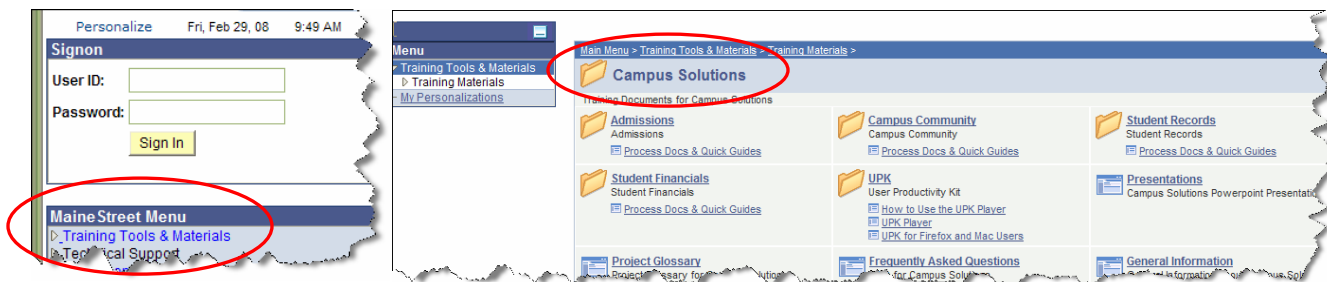 Personalize Fri, Feb 29, 08 9:49 AM
Signon
User ID:
Password:
Sign In
MaineStreet Menu
Training Tools & Materials
Technical Support
Menu
Training Tools & Materials
Training Materials
My Personalizations
Main Menu > Training Tools & Materials > Training Materials >
Campus Solutions
Training Documents for Campus Solutions
Admissions
Admissions
Process Docs & Quick Guides
Campus Community
Campus Community
Process Docs & Quick Guides
Student Records
Student Records
Process Docs & Quick Guides
Student Financials
Student Financials
Process Docs & Quick Guides
UPK
User Productivity Kit
How to Use the UPK Player
UPK Player
UPK for Firefox and Mac Users
Presentations
Campus Solutions Powerpoint
Project Glossary
Project Glossary for
Frequently Asked Questions
for Campus
General Information